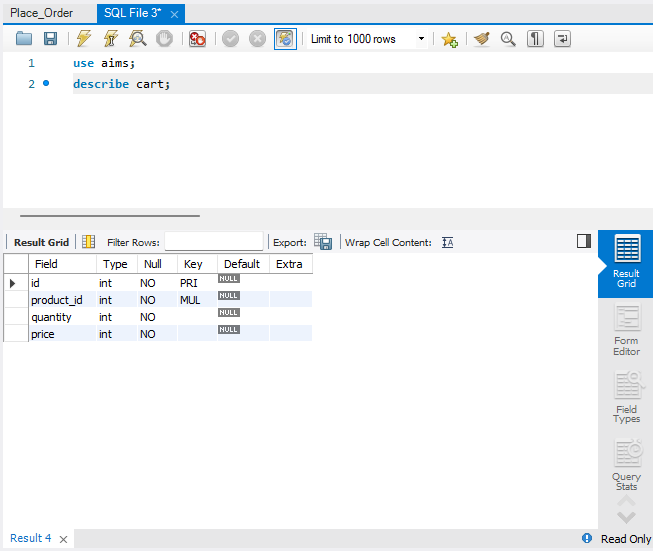 Place_Order SQL File 3* ×
Limit to 1000 rows
1 use aims;
2 describe cart;
Result Grid Filter Rows: Export: Wrap Cell Content: IA
Field Type Null Key Default Extra
id int NO PRI NULL
product_id int NO MUL NULL
quantity int NO NULL
price int NO NULL
Result
Grid
Form
Editor
Field
Types
Query
Stats
Result 4 × Read Only